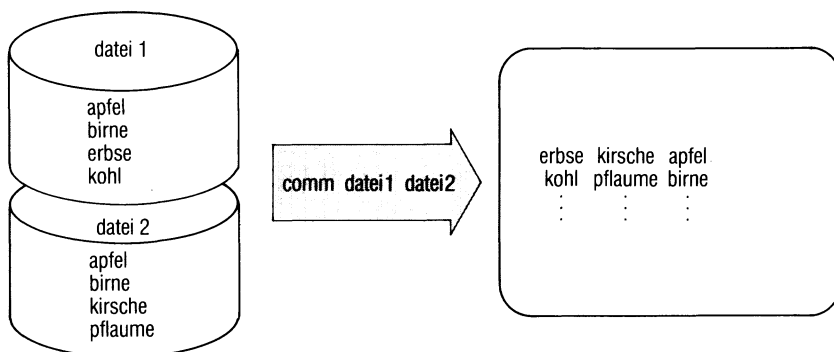 datei 1
apfel
birne
erbse
kohl
datei 2
apfel
birne
kirsche
pflaume
comm datei1 datei2
erbse kirsche apfel
kohl pflaume birne